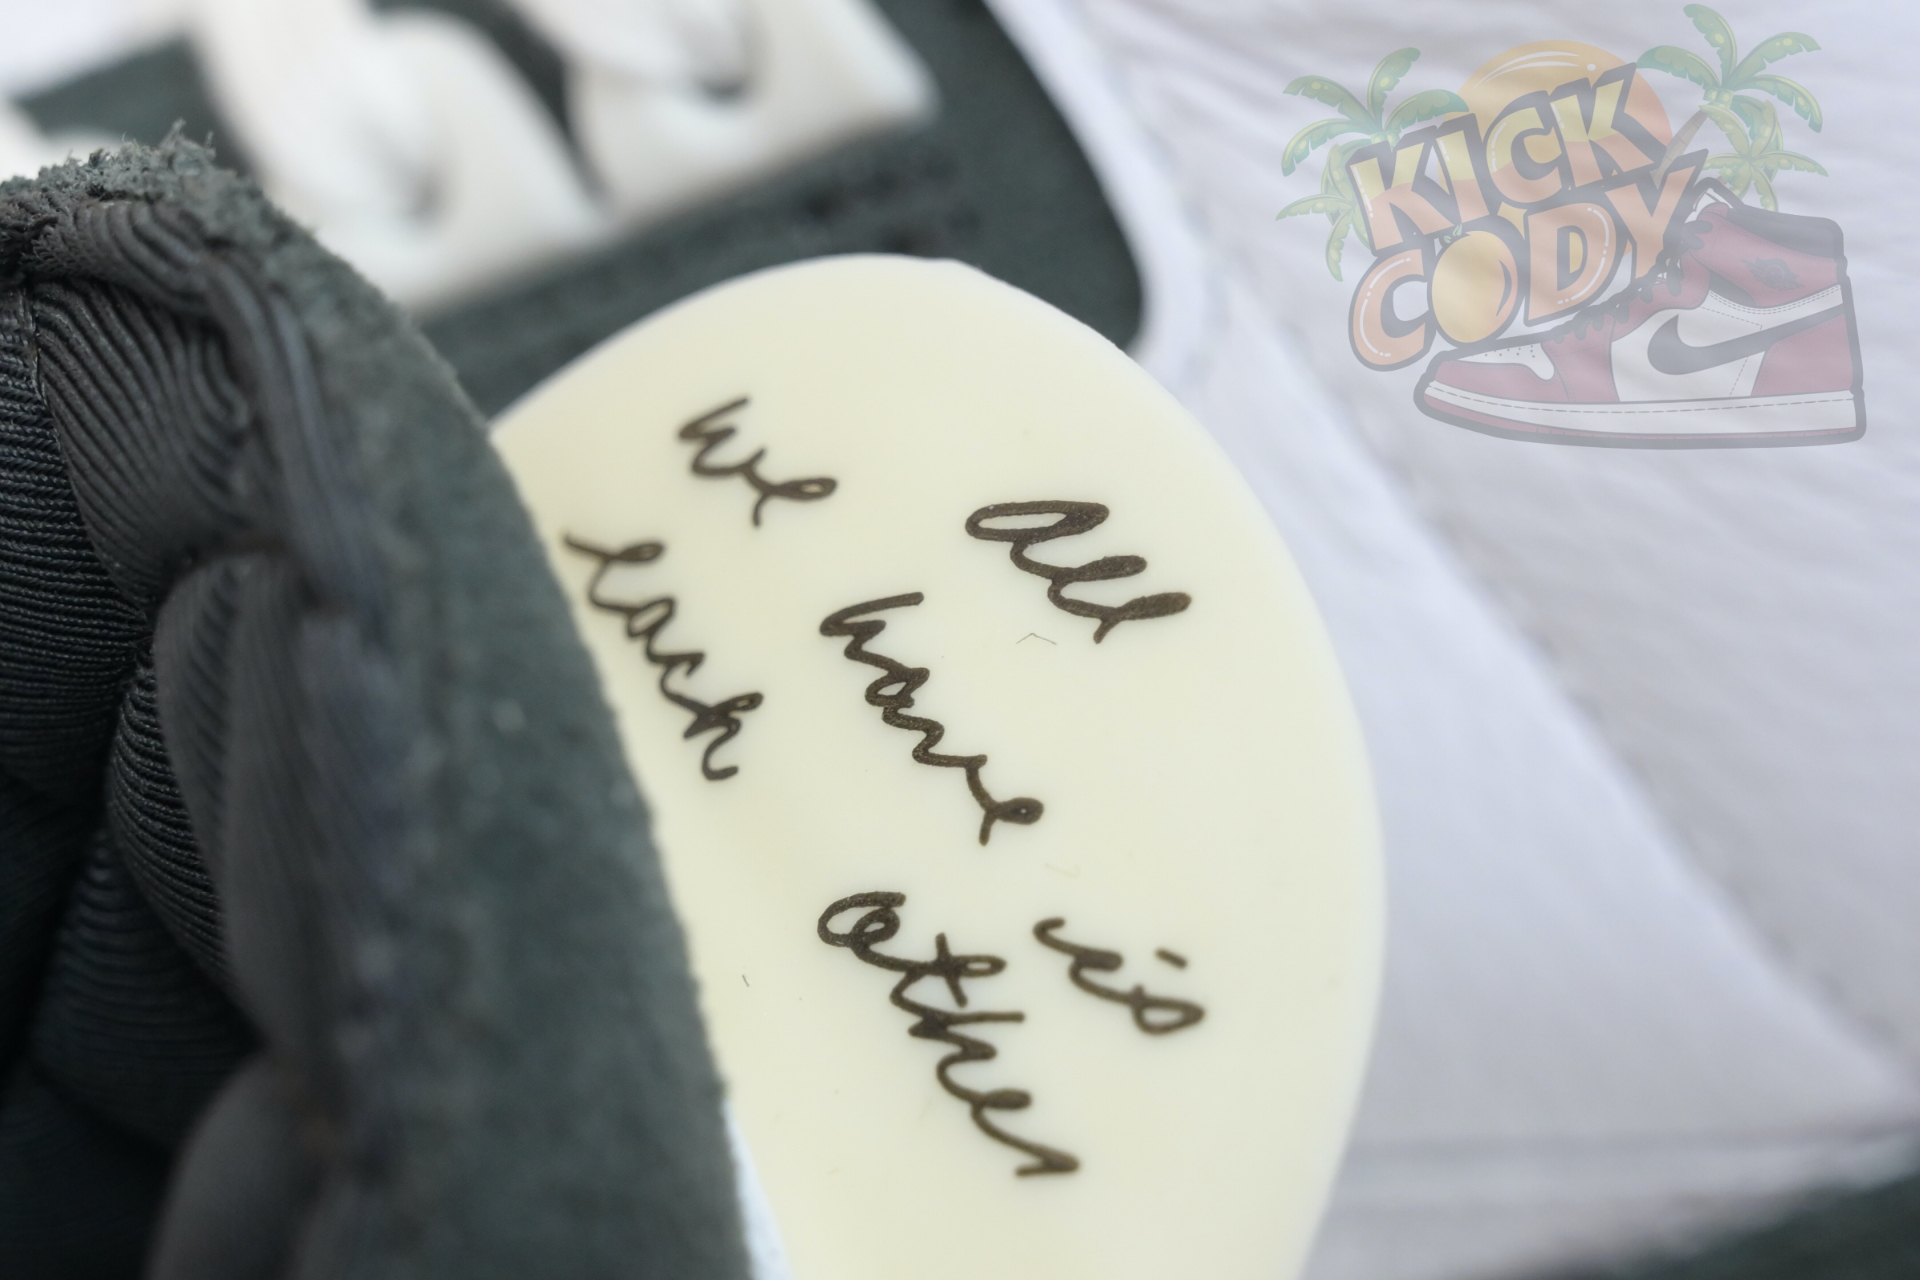 all
we have is
each other
KICK
CODY